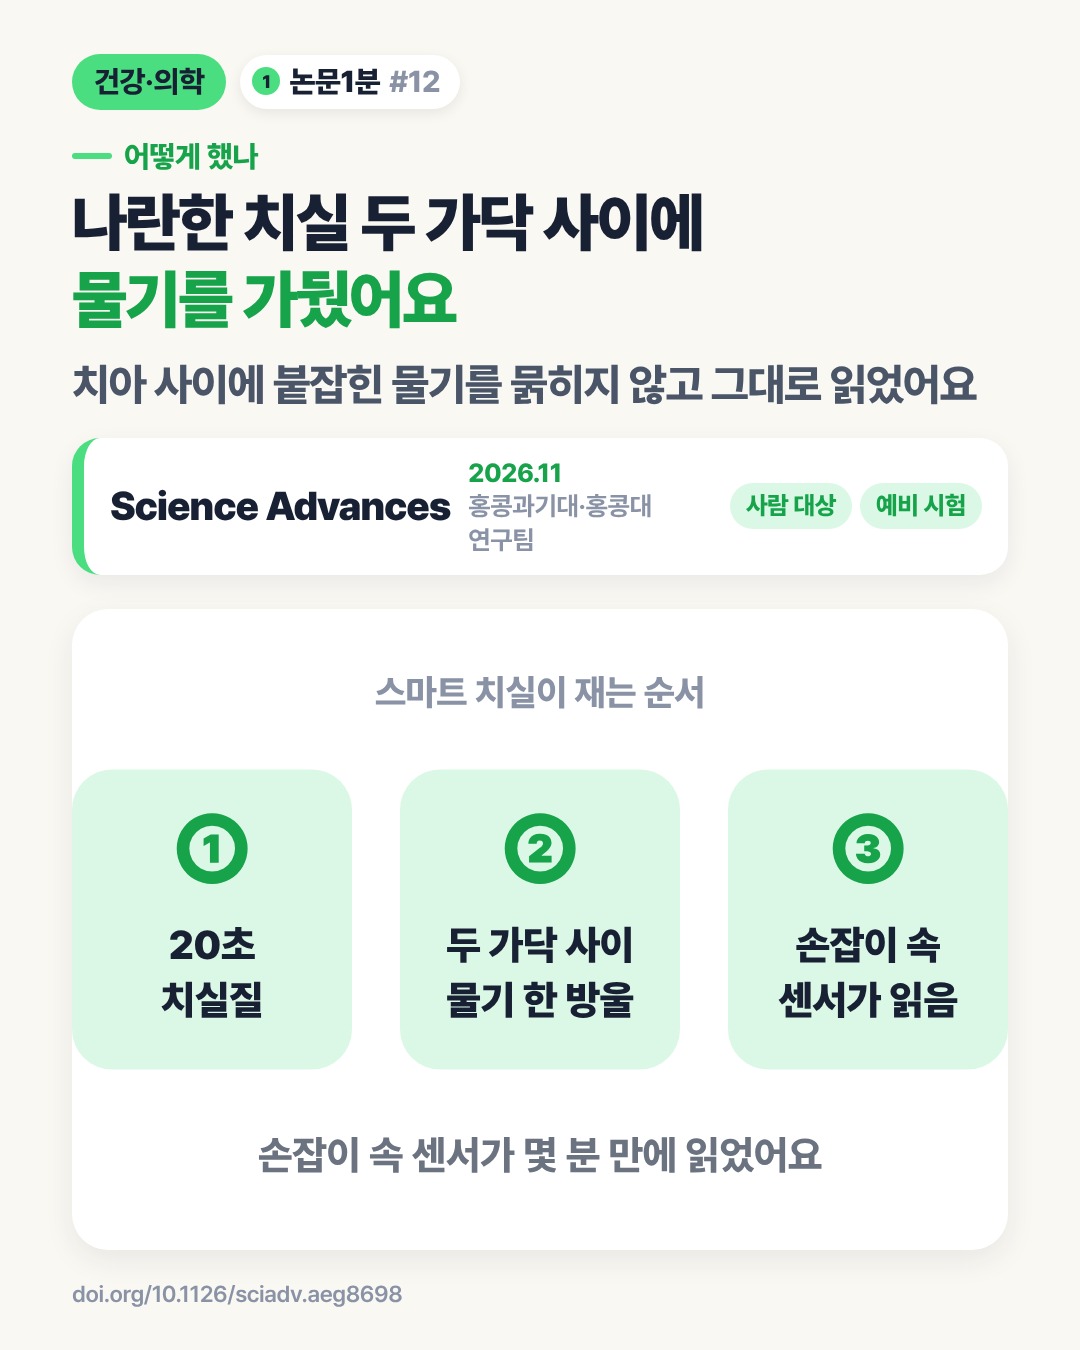 건강·의학
1 논문1분 #12
어떻게 했나
나란한 치실 두 가닥 사이에
물기를 가뒀어요
치아 사이에 붙잡힌 물기를 묽히지 않고 그대로 읽었어요
Science Advances
2026.11
홍콩과기대·홍콩대
연구팀
사람 대상
예비 시험
스마트 치실이 재는 순서
1
20초
치실질
2
두 가닥 사이
물기 한 방울
3
손잡이 속
센서가 읽음
손잡이 속 센서가 몇 분 만에 읽었어요
doi.org/10.1126/sciadv.aeg8698